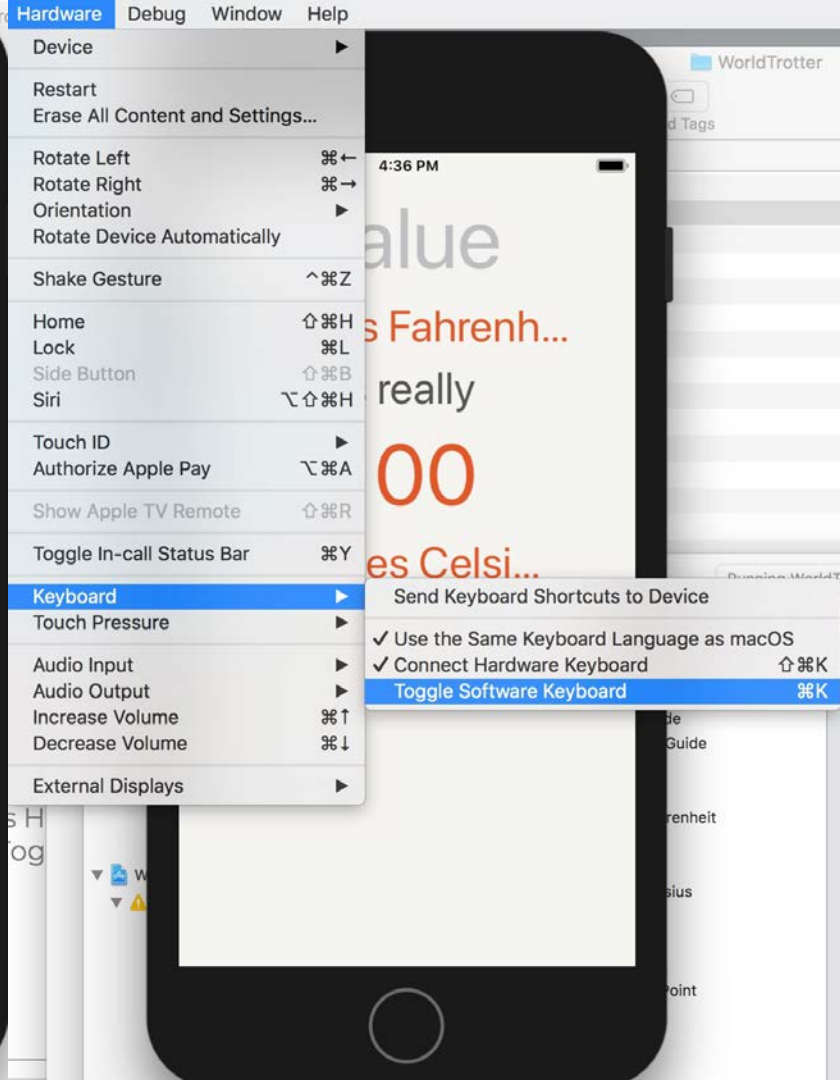 Hardware Debug Window Help
Device ▶
Restart
Erase All Content and Settings...
Rotate Left ⌘←
Rotate Right ⌘→
Orientation ▶
Rotate Device Automatically
Shake Gesture ^⌘Z
Home ⇧⌘H
Lock ⌘L
Side Button ⇧⌘B
Siri ⌥⇧⌘H
Touch ID ▶
Authorize Apple Pay ⌥⌘A
Show Apple TV Remote ⇧⌘R
Toggle In-call Status Bar ⌘Y
Keyboard ▶
Touch Pressure ▶
Audio Input ▶
Audio Output ▶
Increase Volume ⌘↑
Decrease Volume ⌘↓
External Displays ▶
Send Keyboard Shortcuts to Device
✓ Use the Same Keyboard Language as macOS
✓ Connect Hardware Keyboard ⇧⌘K
Toggle Software Keyboard ⌘K
4:36 PM
alue
s Fahrenh...
really
00
es Celsi...
WorldTrotter
d Tags
de
Guide
renheit
sius
Point
s H
og
W